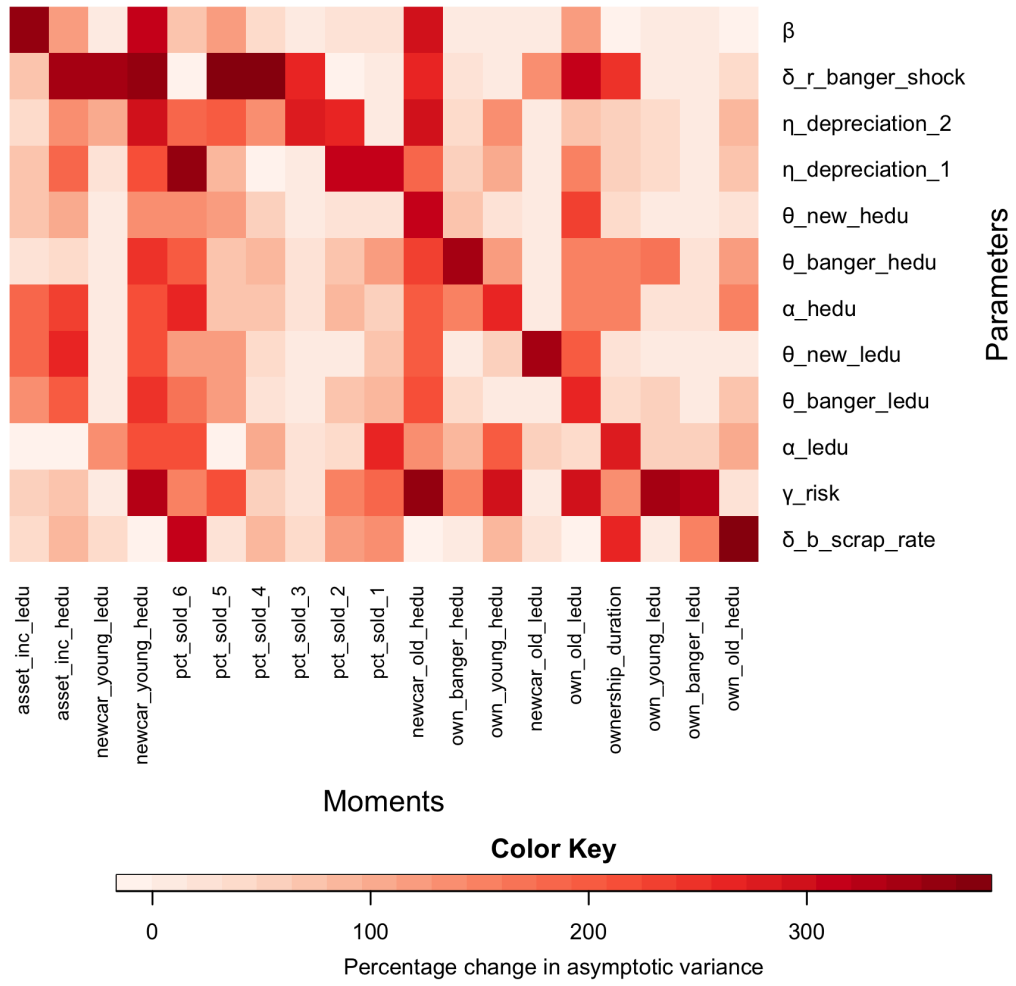 β
δ_r_banger_shock
η_depreciation_2
η_depreciation_1
θ_new_hedu
θ_banger_hedu
α_hedu
θ_new_ledu
θ_banger_ledu
α_ledu
γ_risk
δ_b_scrap_rate
Parameters
asset_inc_ledu
asset_inc_hedu
newcar_young_ledu
newcar_young_hedu
pct_sold_6
pct_sold_5
pct_sold_4
pct_sold_3
pct_sold_2
pct_sold_1
newcar_old_hedu
own_banger_hedu
own_young_hedu
newcar_old_ledu
own_old_ledu
ownership_duration
own_young_ledu
own_banger_ledu
own_old_hedu
Moments
Color Key
0 100 200 300
Percentage change in asymptotic variance